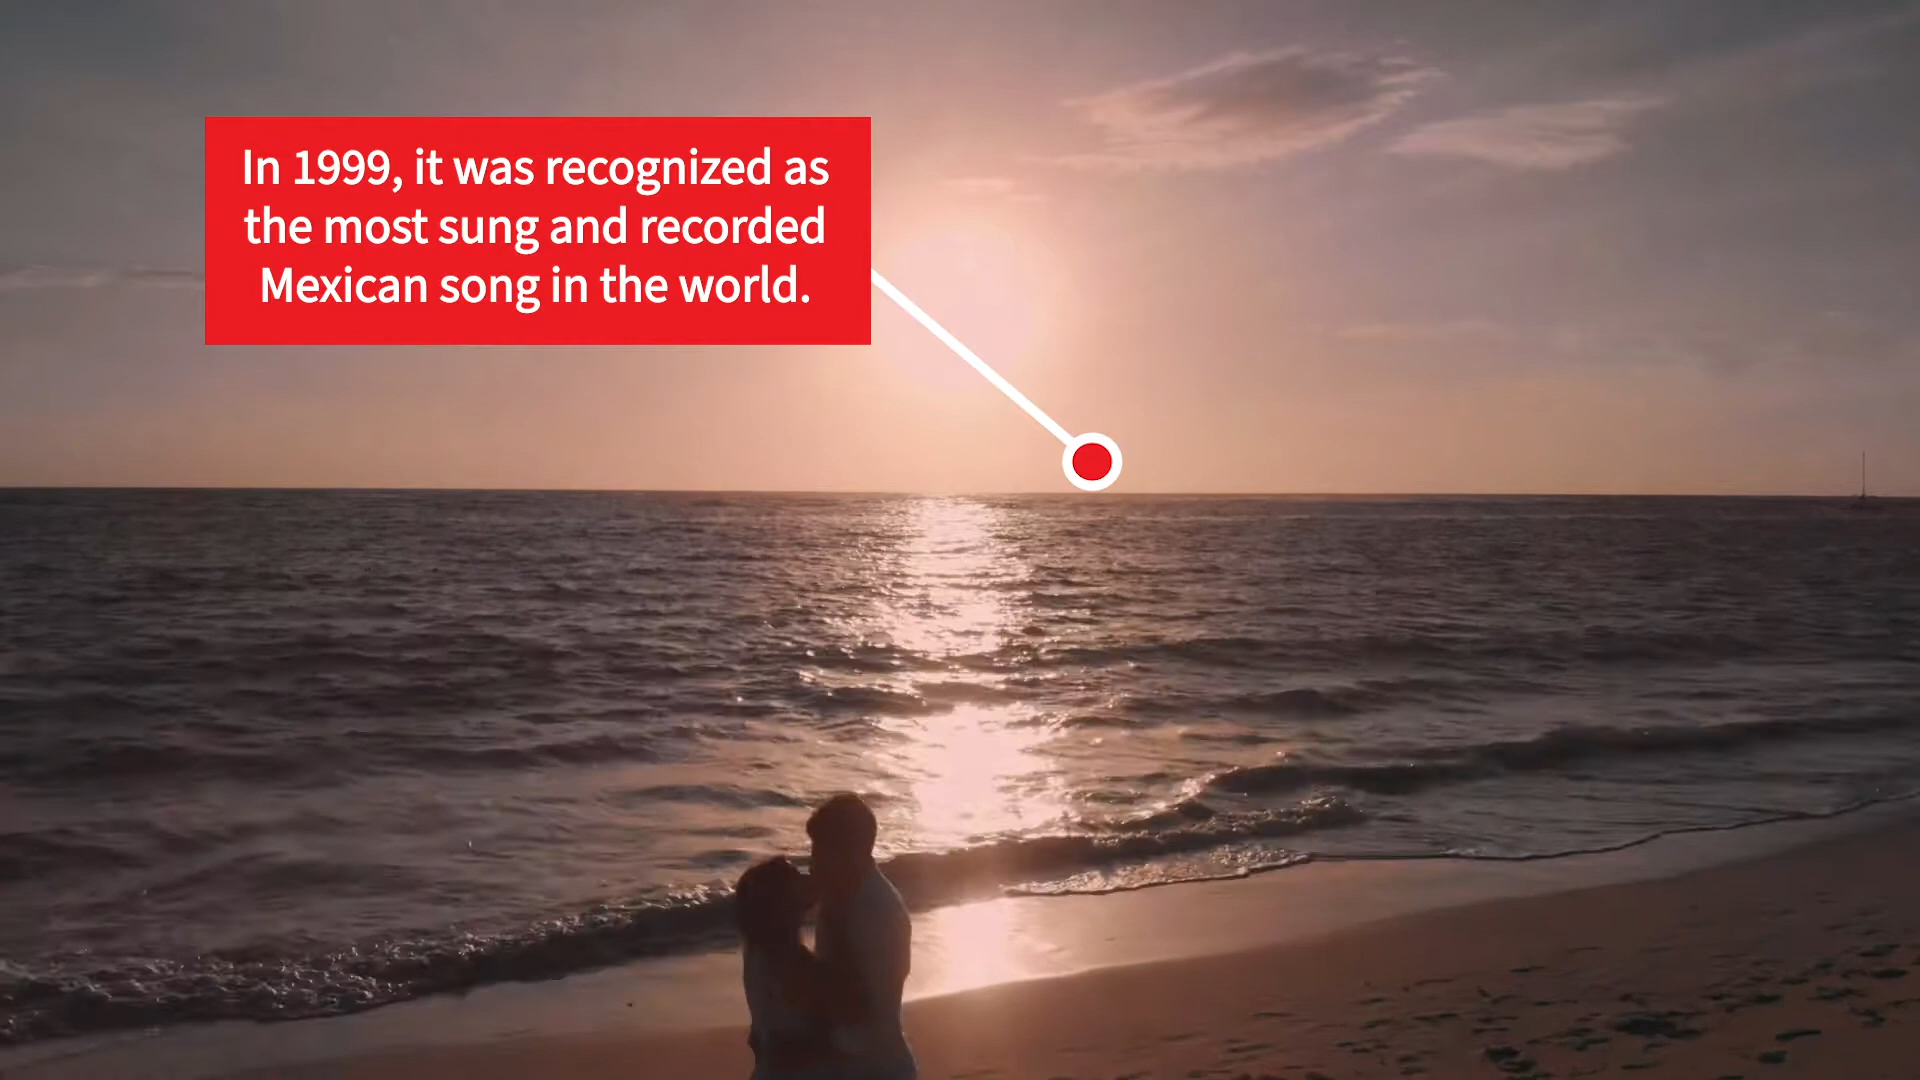 In 1999, it was recognized as
the most sung and recorded
Mexican song in the world.